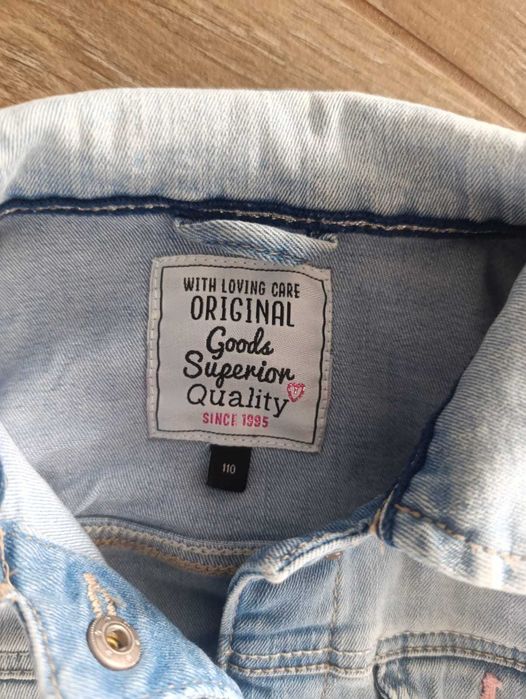 WITH LOVING CARE
ORIGINAL
Goods
Superior
Quality
SINCE 1995
110